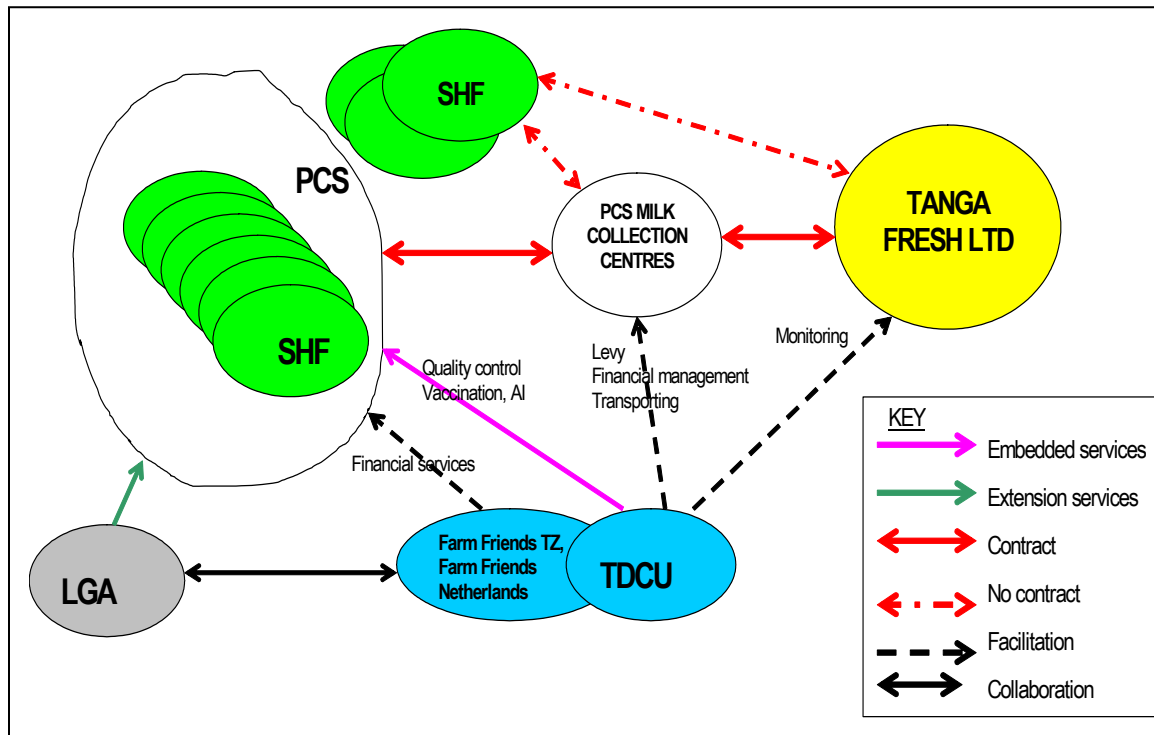 SHF
PCS
PCS MILK
COLLECTION
CENTRES
TANGA
FRESH LTD
SHF
Quality control
Vaccination, AI
Levy
Financial management
Transporting
Monitoring
Financial services
Farm Friends TZ,
Farm Friends
Netherlands
TDCU
LGA
KEY
Embedded services
Extension services
Contract
No contract
Facilitation
Collaboration